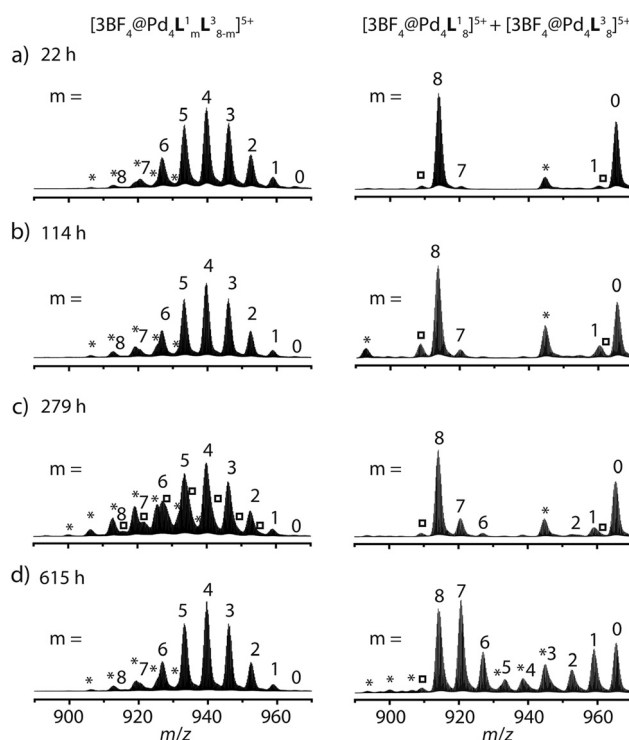 [3BF₄@Pd₄L¹ₘL³₈₋ₘ]⁵⁺
[3BF₄@Pd₄L¹₈]⁵⁺ + [3BF₄@Pd₄L³₈]⁵⁺
a) 22 h
m =
* * 8 * 7 * 6 * 5 4 3 2 1 0
m =
8 7 * 1 0
b) 114 h
m =
* * 8 * 7 * 6 * 5 4 3 2 1 0
m =
* 8 7 * 1 0
c) 279 h
m =
* * * 8 * 7 * 6 * 5 * 4 3 2 1 0
m =
8 7 6 * 2 1 0
d) 615 h
m =
* * 8 * 7 * 6 * 5 4 3 2 1 0
m =
* * * 8 7 6 *5 *4 *3 2 1 0
900 920 940 960
m/z
900 920 940 960
m/z